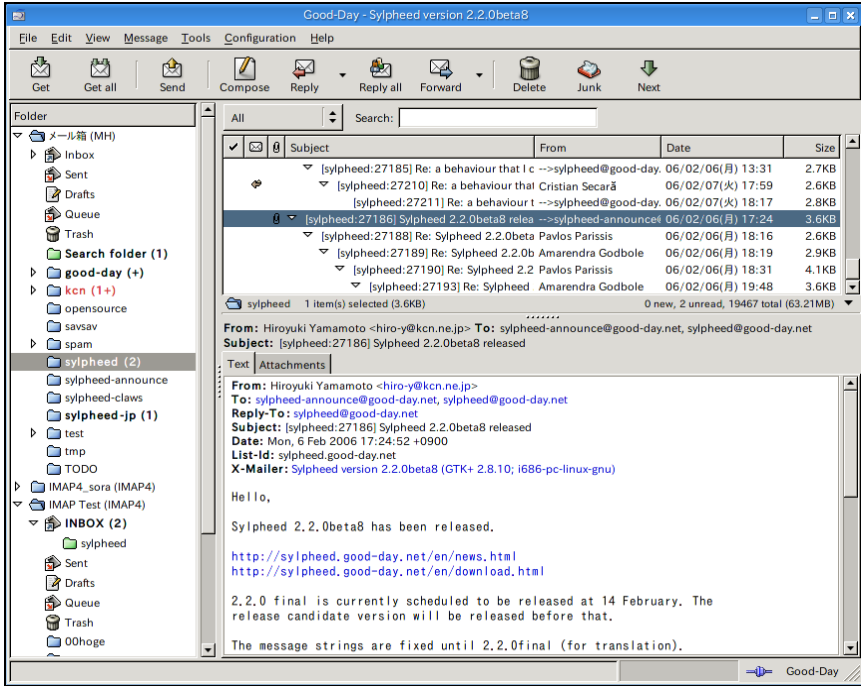 Good-Day - Sylpheed version 2.2.0beta8
File Edit View Message Tools Configuration Help
Get Get all Send Compose Reply Reply all Forward Delete Junk Next
Folder
メール箱 (MH)
Inbox
Sent
Drafts
Queue
Trash
Search folder (1)
good-day (+)
kcn (1+)
opensource
savsav
spam
sylpheed (2)
sylpheed-announce
sylpheed-claws
sylpheed-jp (1)
test
tmp
TODO
IMAP4_sora (IMAP4)
IMAP Test (IMAP4)
INBOX (2)
sylpheed
Sent
Drafts
Queue
Trash
00hoge
All Search:
Subject From Date Size
[sylpheed:27185] Re: a behaviour that I c -->sylpheed@good-day. 06/02/06(月) 13:31 2.7KB
[sylpheed:27210] Re: a behaviour that Cristian Secară 06/02/07(火) 17:59 2.6KB
[sylpheed:27211] Re: a behaviour t -->sylpheed@good-day. 06/02/07(火) 18:17 2.8KB
[sylpheed:27186] Sylpheed 2.2.0beta8 relea -->sylpheed-announce 06/02/06(月) 17:24 3.6KB
[sylpheed:27188] Re: Sylpheed 2.2.0beta Pavlos Parissis 06/02/06(月) 18:16 2.6KB
[sylpheed:27189] Re: Sylpheed 2.2.0b Amarendra Godbole 06/02/06(月) 18:19 2.9KB
[sylpheed:27190] Re: Sylpheed 2.2 Pavlos Parissis 06/02/06(月) 18:31 4.1KB
[sylpheed:27193] Re: Sylpheed Amarendra Godbole 06/02/06(月) 19:48 3.6KB
sylpheed 1 item(s) selected (3.6KB) 0 new, 2 unread, 19467 total (63.21MB)
From: Hiroyuki Yamamoto <hiro-y@kcn.ne.jp> To: sylpheed-announce@good-day.net, sylpheed@good-day.net
Subject: [sylpheed:27186] Sylpheed 2.2.0beta8 released
Text Attachments
From: Hiroyuki Yamamoto <hiro-y@kcn.ne.jp>
To: sylpheed-announce@good-day.net, sylpheed@good-day.net
Reply-To: sylpheed@good-day.net
Subject: [sylpheed:27186] Sylpheed 2.2.0beta8 released
Date: Mon, 6 Feb 2006 17:24:52 +0900
List-Id: sylpheed.good-day.net
X-Mailer: Sylpheed version 2.2.0beta8 (GTK+ 2.8.10; i686-pc-linux-gnu)
Hello,
Sylpheed 2.2.0beta8 has been released.
http://sylpheed.good-day.net/en/news.html
http://sylpheed.good-day.net/en/download.html
2.2.0 final is currently scheduled to be released at 14 February. The
release candidate version will be released before that.
The message strings are fixed until 2.2.0final (for translation).
Good-Day